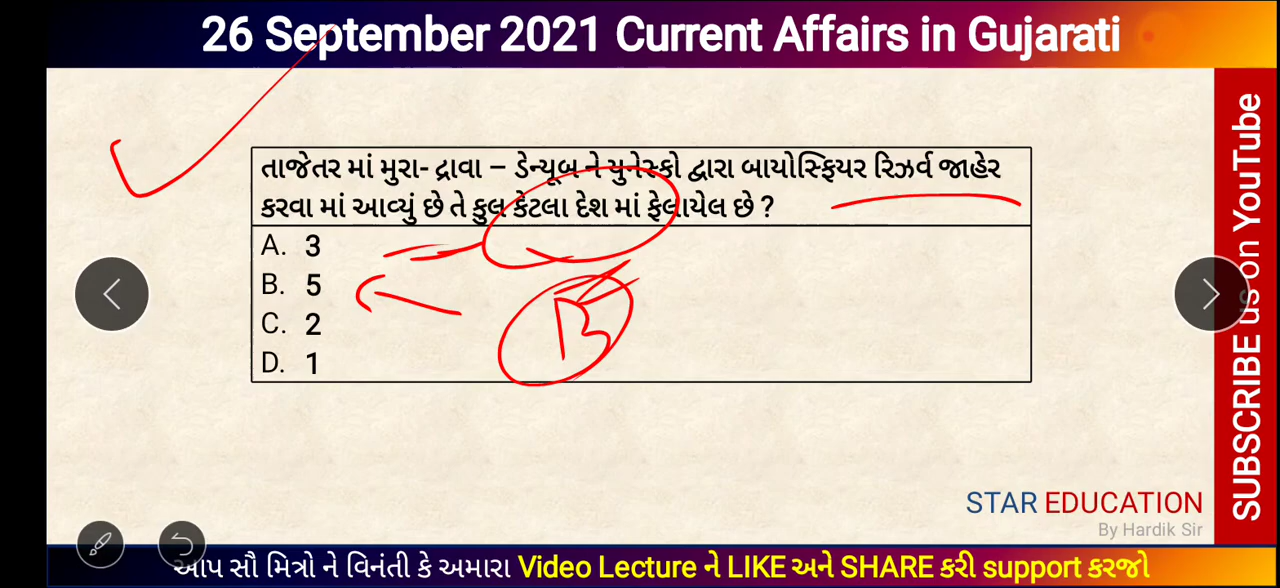 26 September 2021 Current Affairs in Gujarati
તાજેતર માં મુરા- દ્રાવા – ડેન્યૂબ ને યુનેસ્કો દ્વારા બાયોસ્ફિયર રિઝર્વ જાહેર
કરવા માં આવ્યું છે તે કુલ કેટલા દેશ માં ફેલાયેલ છે ?
A. 3
B. 5
C. 2
D. 1
B
STAR EDUCATION
By Hardik Sir
SUBSCRIBE us on YouTube
આપ સૌ મિત્રો ને વિનંતી કે અમારા Video Lecture ને LIKE અને SHARE કરી support કરજો